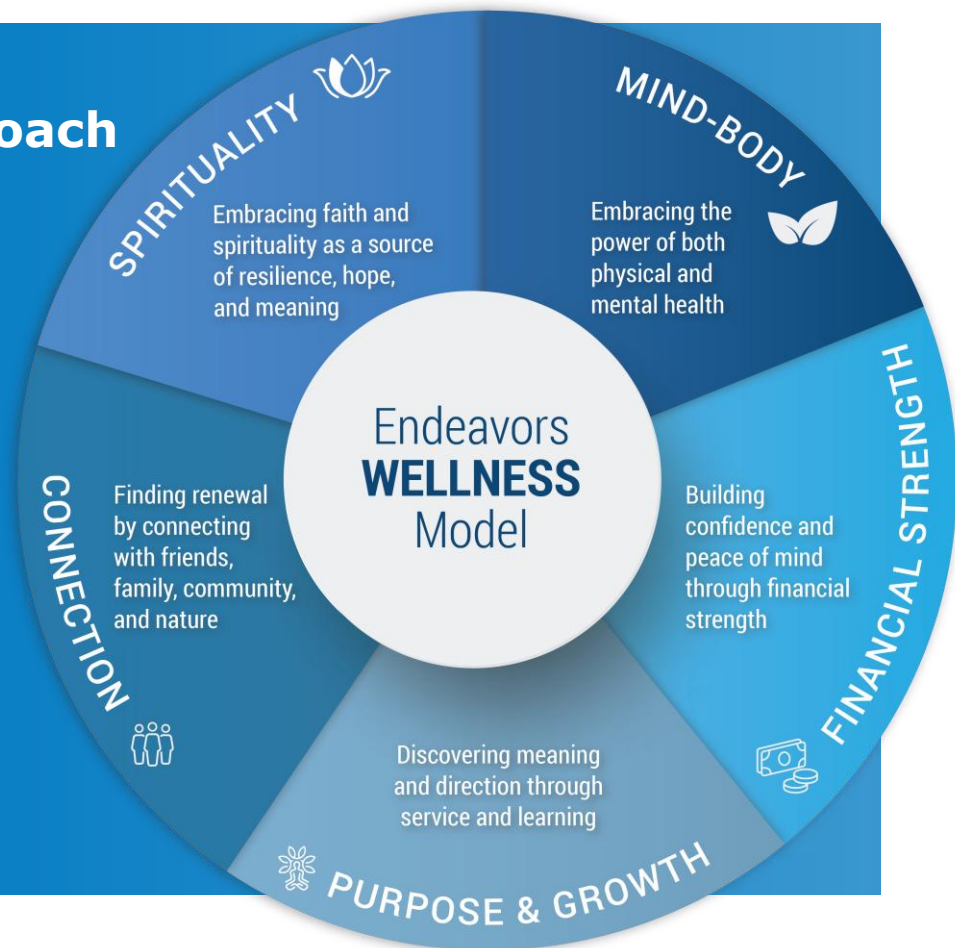 oach
SPIRITUALITY
Embracing faith and
spirituality as a source
of resilience, hope,
and meaning
MIND-BODY
Embracing the
power of both
physical and
mental health
FINANCIAL STRENGTH
Building
confidence and
peace of mind
through financial
strength
PURPOSE & GROWTH
Discovering meaning
and direction through
service and learning
CONNECTION
Finding renewal
by connecting
with friends,
family, community,
and nature
Endeavors
WELLNESS
Model